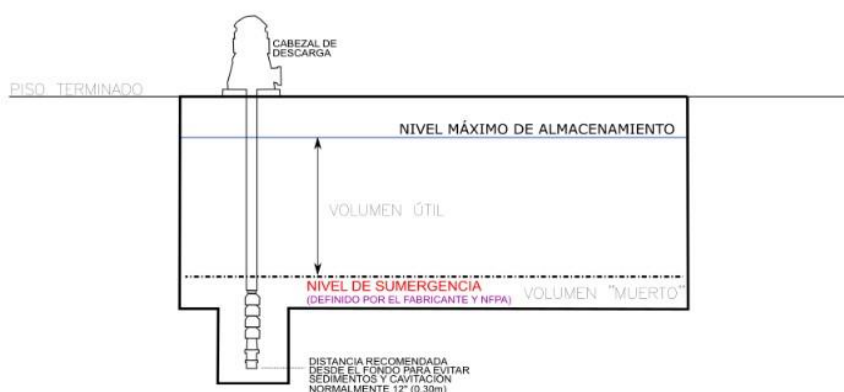 CABEZAL DE
DESCARGA
PISO TERMINADO
NIVEL MÁXIMO DE ALMACENAMIENTO
VOLUMEN ÚTIL
NIVEL DE SUMERGENCIA
(DEFINIDO POR EL FABRICANTE Y NFPA)
VOLUMEN "MUERTO"
DISTANCIA RECOMENDADA
DESDE EL FONDO PARA EVITAR
SEDIMENTOS Y CAVITACIÓN
NORMALMENTE 12" (0.30m)